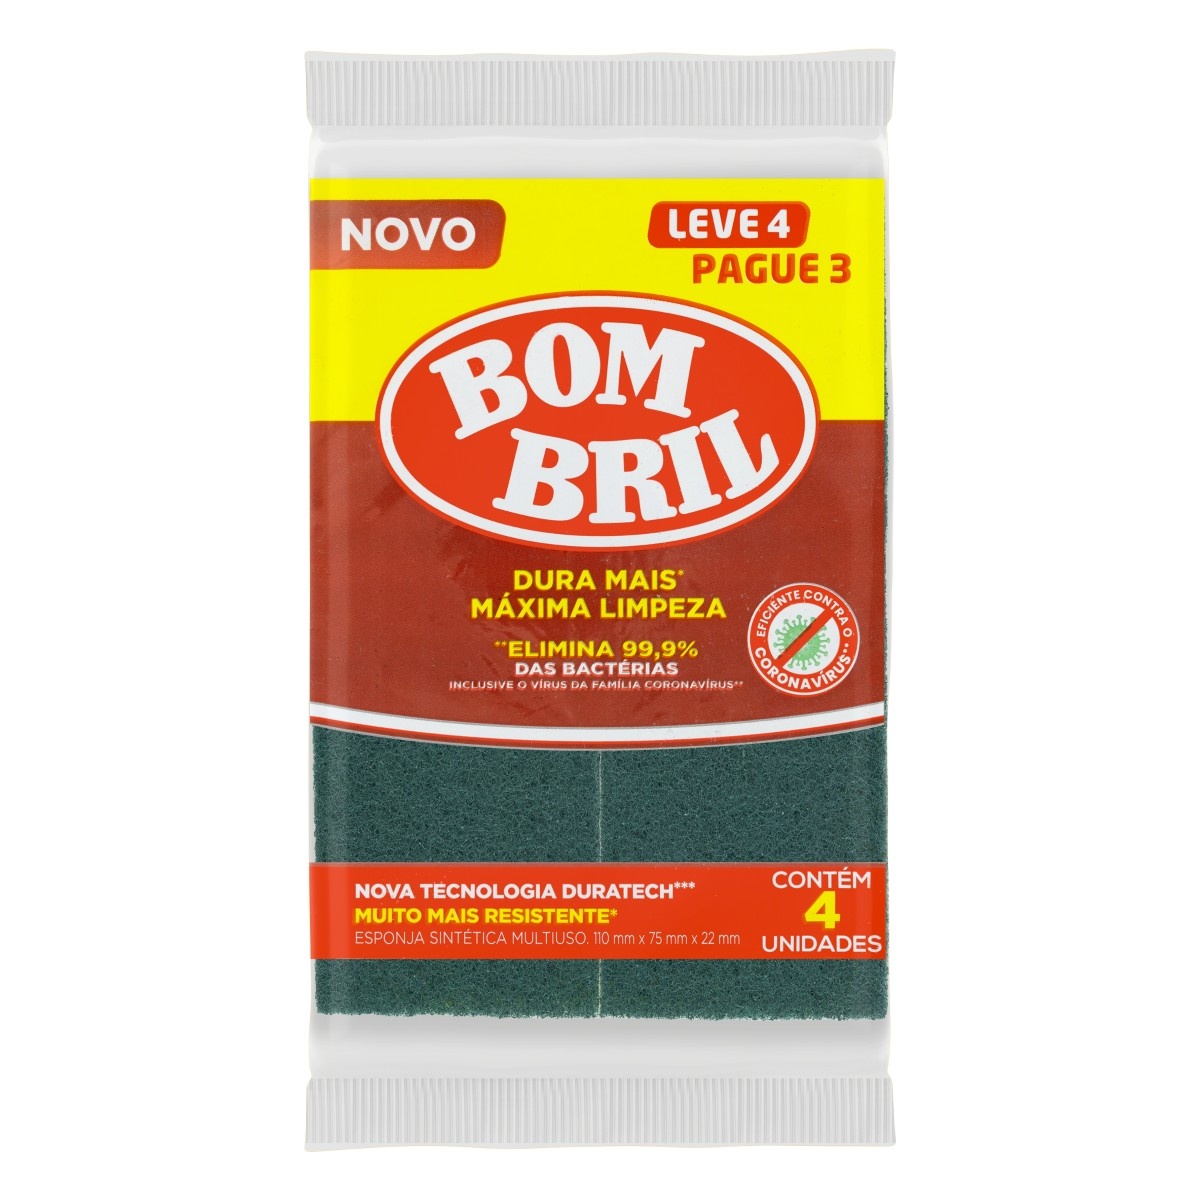 NOVO
LEVE 4
PAGUE 3
BOM
BRIL
DURA MAIS*
MÁXIMA LIMPEZA
**ELIMINA 99,9%
DAS BACTÉRIAS
INCLUSIVE O VÍRUS DA FAMÍLIA CORONAVÍRUS**
EFICIENTE CONTRA O
CORONAVÍRUS**
NOVA TECNOLOGIA DURATECH***
MUITO MAIS RESISTENTE*
ESPONJA SINTÉTICA MULTIUSO. 110 mm x 75 mm x 22 mm
CONTÉM
4
UNIDADES